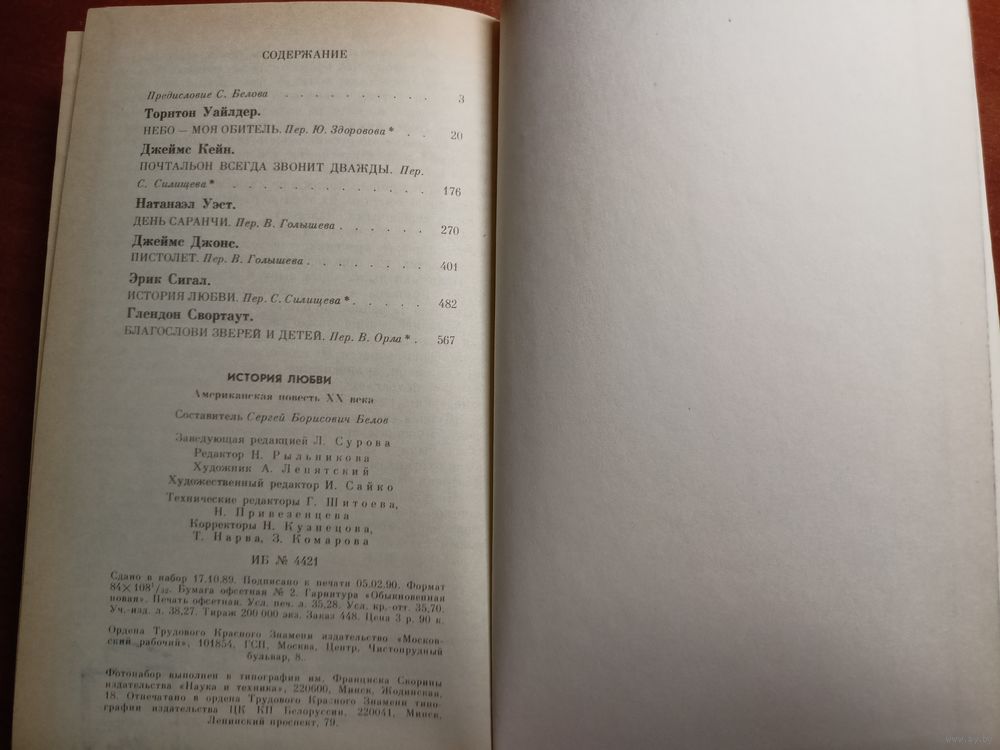 СОДЕРЖАНИЕ
Предисловие С. Белова . . . . . . . . . . 3
Торнтон Уайлдер.
НЕБО — МОЯ ОБИТЕЛЬ. Пер. Ю. Здоровова * . . 20
Джеймс Кейн.
ПОЧТАЛЬОН ВСЕГДА ЗВОНИТ ДВАЖДЫ. Пер.
С. Силищева * . . . . . . . . . . . . . 176
Натанаэл Уэст.
ДЕНЬ САРАНЧИ. Пер. В. Голышева . . . . . . 270
Джеймс Джонс.
ПИСТОЛЕТ. Пер. В. Голышева . . . . . . . . 401
Эрик Сигал.
ИСТОРИЯ ЛЮБВИ. Пер. С. Силищева * . . . . . 482
Глендон Свортаут.
БЛАГОСЛОВИ ЗВЕРЕЙ И ДЕТЕЙ. Пер. В. Орла * . 567
ИСТОРИЯ ЛЮБВИ
Американская повесть XX века
Составитель Сергей Борисович Белов
Заведующая редакцией Л. Сурова
Редактор Н. Рыльникова
Художник А. Лепятский
Художественный редактор И. Сайко
Технические редакторы Г. Шитоева,
Н. Привезенцева
Корректоры Н. Кузнецова,
Т. Нарва, З. Комарова
ИБ № 4421
Сдано в набор 17.10.89. Подписано к печати 05.02.90. Формат
84×108¹/₃₂. Бумага офсетная № 2. Гарнитура «Обыкновенная
новая». Печать офсетная. Усл. печ. л. 35,28. Усл. кр.-отт. 35,70.
Уч.-изд. л. 38,27. Тираж 200 000 экз. Заказ 448. Цена 3 р. 90 к.
Ордена Трудового Красного Знамени издательство «Москов-
ский рабочий», 101854, ГСП, Москва, Центр, Чистопрудный
бульвар, 8.
Фотонабор выполнен в типографии им. Франциска Скорины
издательства «Наука и техника», 220600, Минск, Жодинская,
18. Отпечатано в ордена Трудового Красного Знамени типо-
графии издательства ЦК КП Белоруссии, 220041, Минск,
Ленинский проспект, 79.
www.ay.by